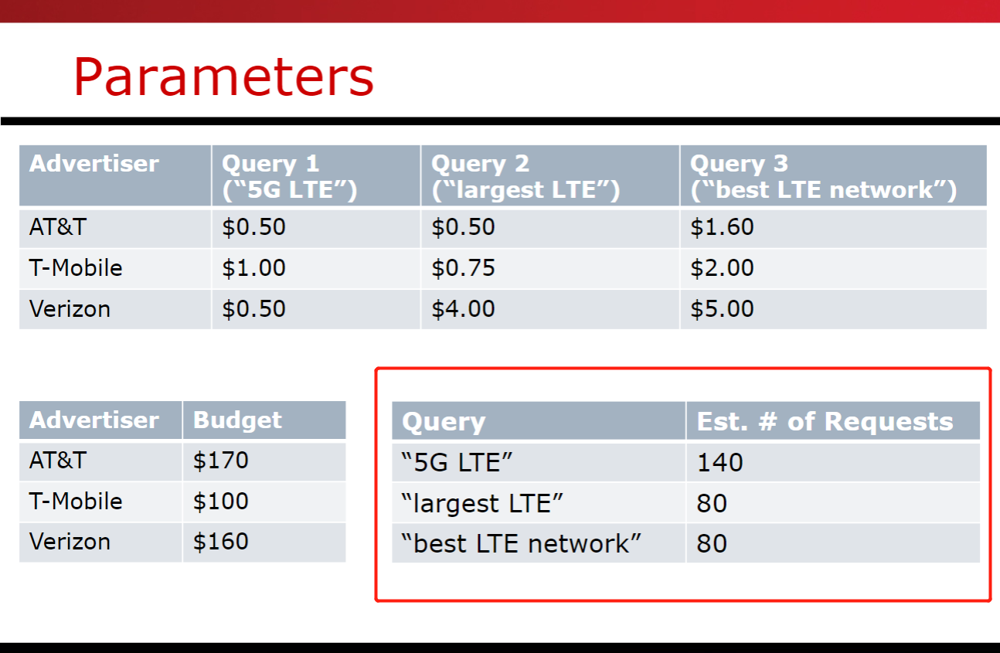 Parameters
Advertiser Query 1 Query 2 Query 3
(“5G LTE”) (“largest LTE”) (“best LTE network”)
AT&T $0.50 $0.50 $1.60
T-Mobile $1.00 $0.75 $2.00
Verizon $0.50 $4.00 $5.00
Advertiser Budget
AT&T $170
T-Mobile $100
Verizon $160
Query Est. # of Requests
“5G LTE” 140
“largest LTE” 80
“best LTE network” 80